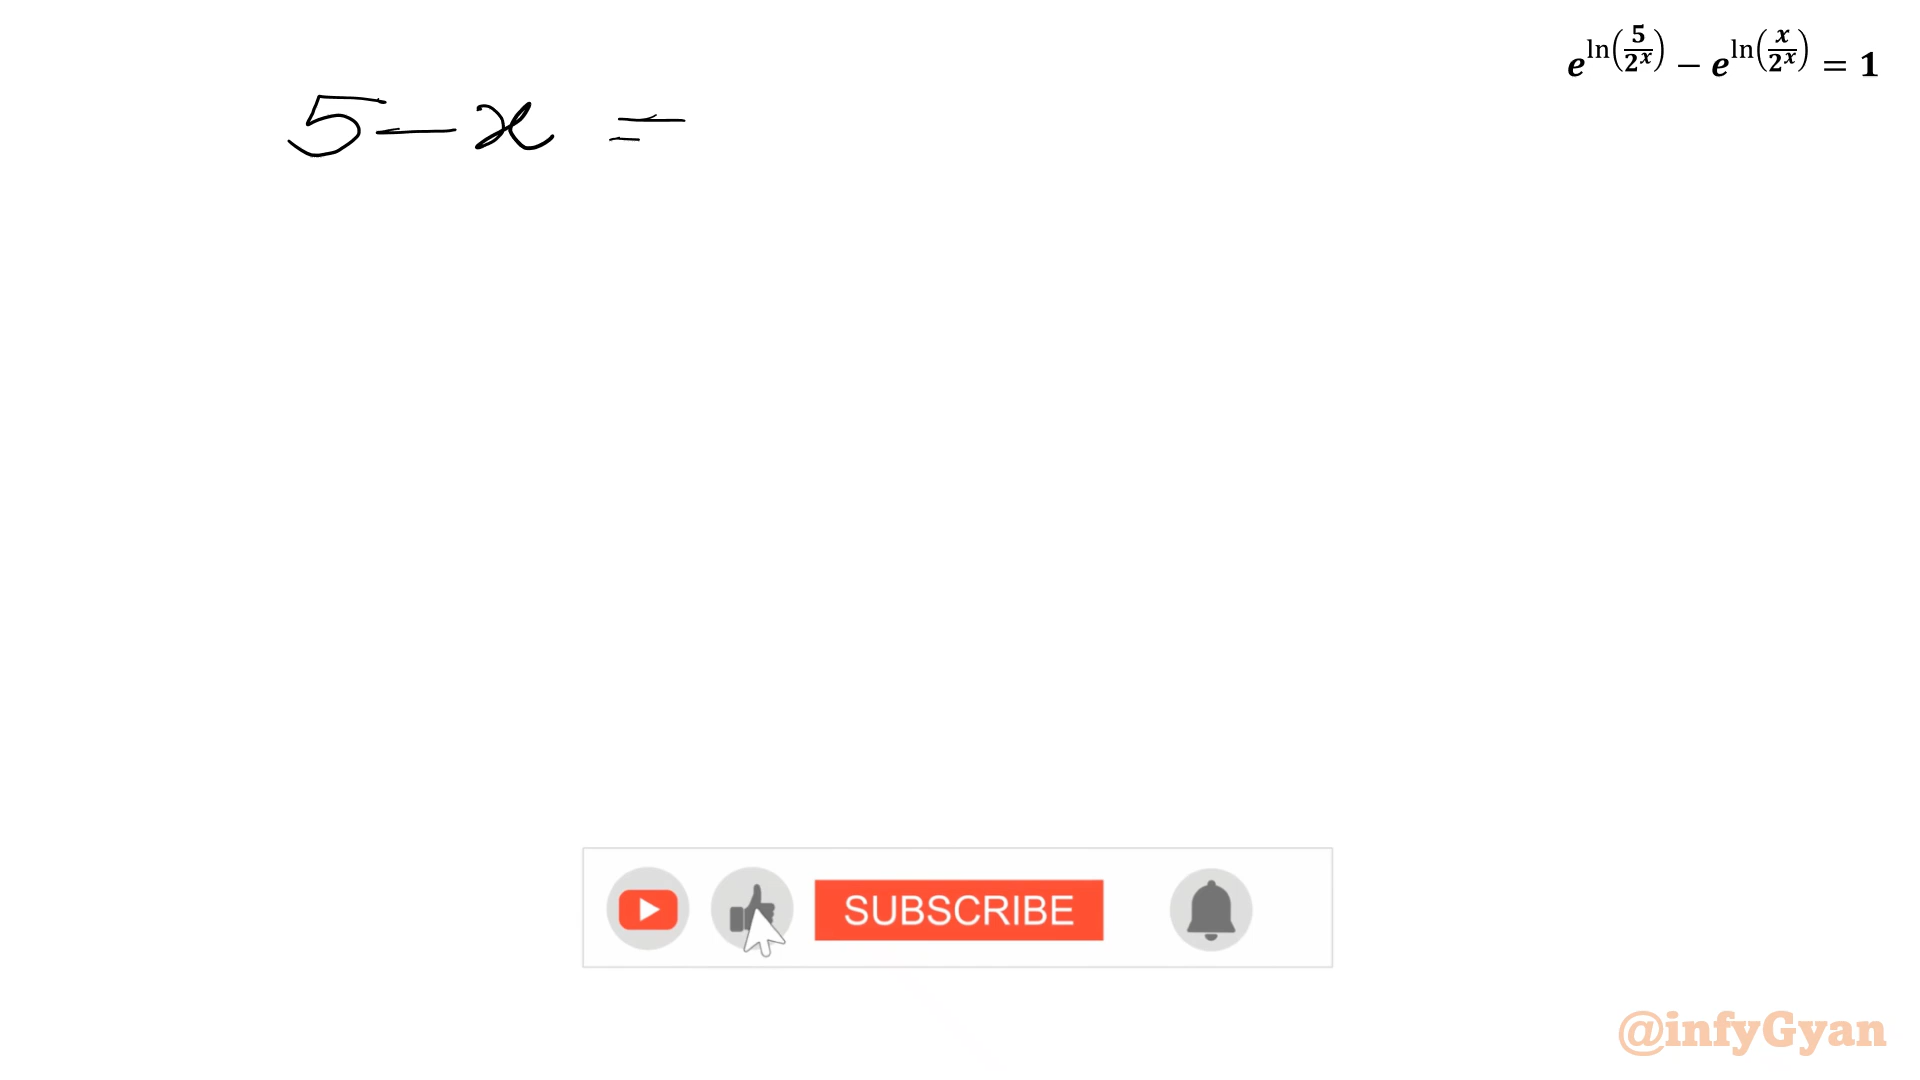 e^{ln(5/2^x)} − e^{ln(x/2^x)} = 1
5 − x =
SUBSCRIBE
@infyGyan